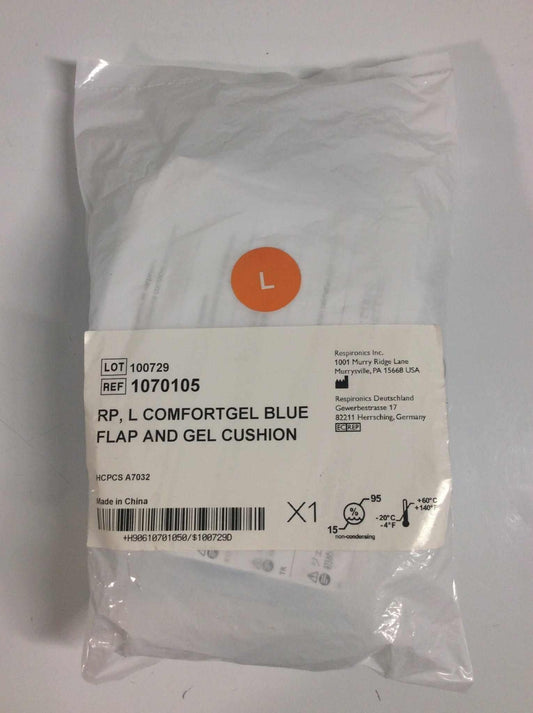 L
LOT 100729
REF 1070105
RP, L COMFORTGEL BLUE
FLAP AND GEL CUSHION
HCPCS A7032
Made in China
+H90610701050/$100729D
X1
Respironics Inc.
1001 Murry Ridge Lane
Murrysville, PA 15668 USA
Respironics Deutschland
Gewerbestrasse 17
82211 Herrsching, Germany
EC REP
95
%
15
non-condensing
+60°C
+140°F
-20°C
-4°F
TR